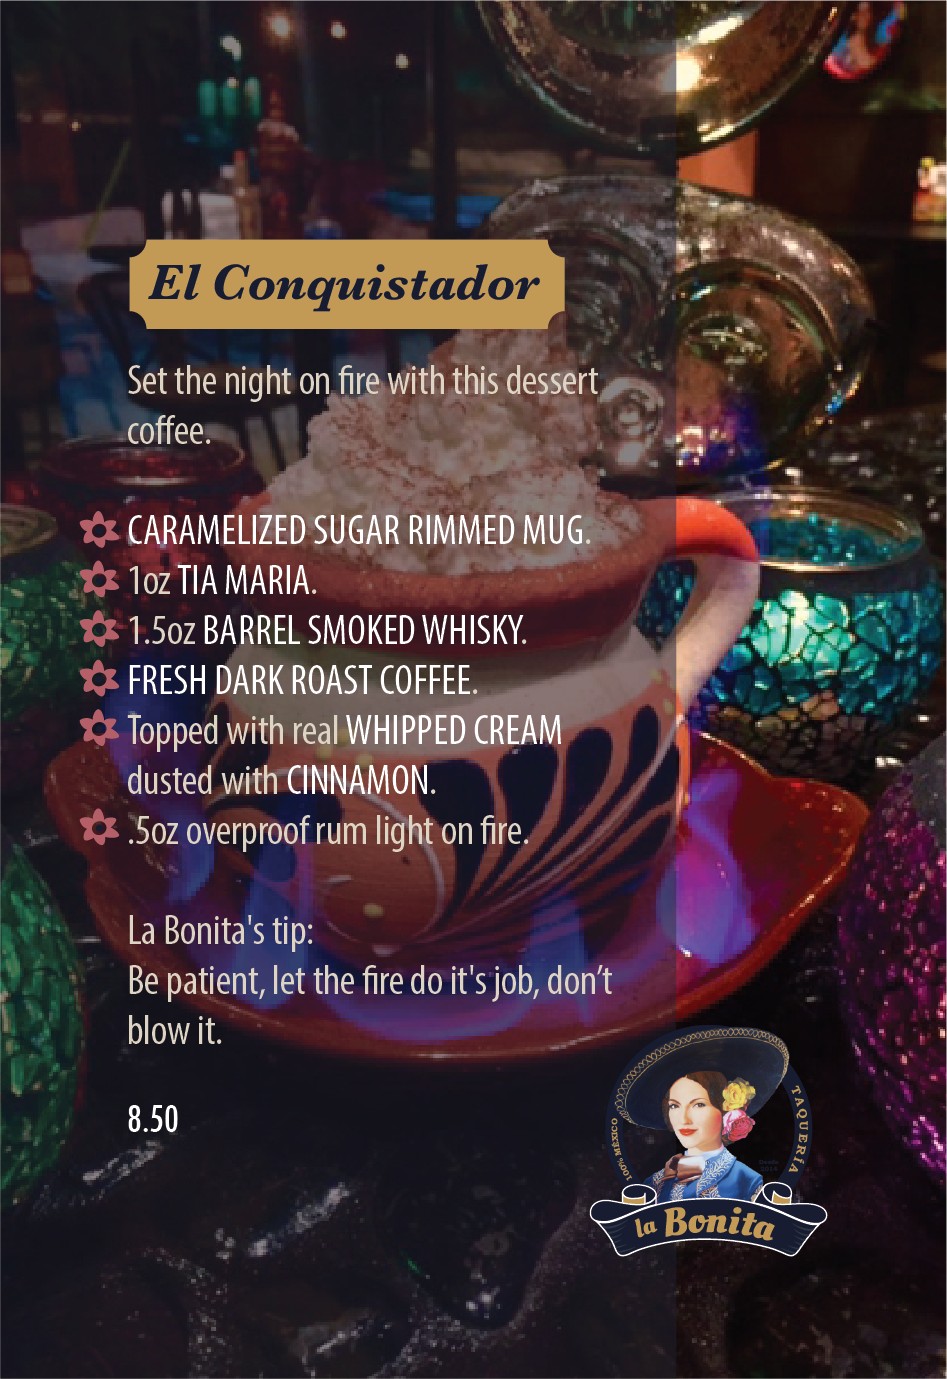 El Conquistador
Set the night on fire with this dessert
coffee.
CARAMELIZED SUGAR RIMMED MUG.
1oz TIA MARIA.
1.5oz BARREL SMOKED WHISKY.
FRESH DARK ROAST COFFEE.
Topped with real WHIPPED CREAM
dusted with CINNAMON.
.5oz overproof rum light on fire.
La Bonita's tip:
Be patient, let the fire do it's job, don’t
blow it.
8.50
100% MÉXICO
TAQUERÍA
la Bonita